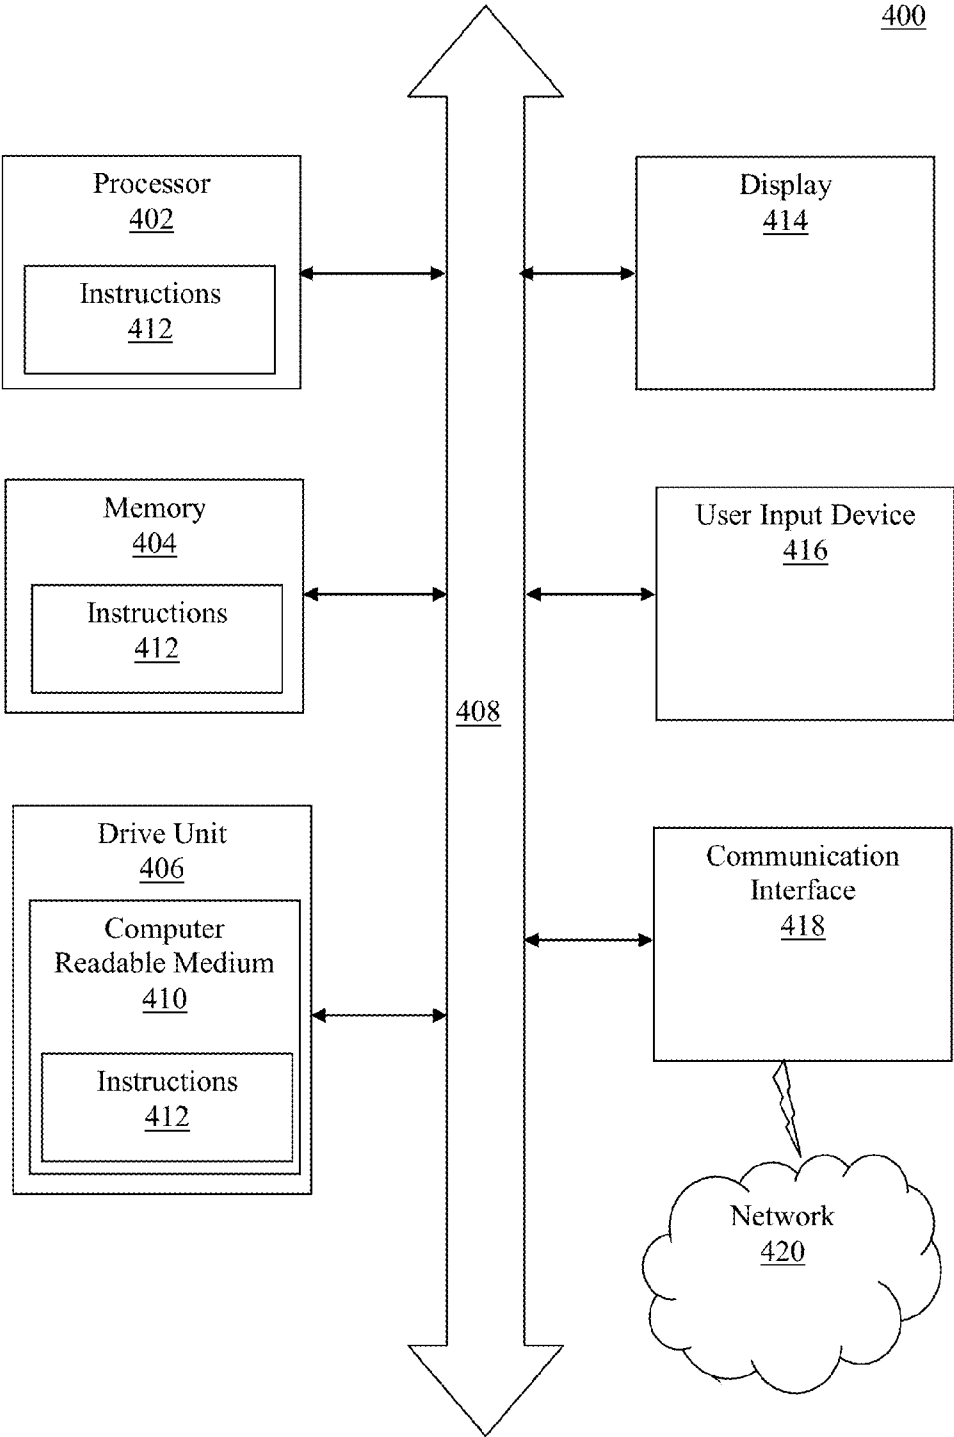 400
Processor
402
Instructions
412
Display
414
Memory
404
Instructions
412
User Input Device
416
408
Drive Unit
406
Computer
Readable Medium
410
Instructions
412
Communication
Interface
418
Network
420